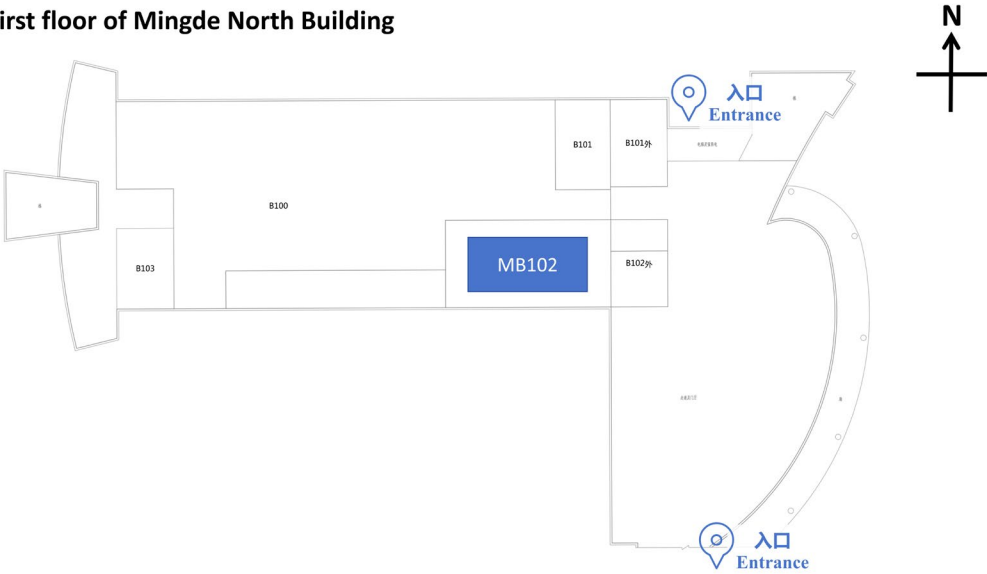 irst floor of Mingde North Building
N
入口
Entrance
B101
B101外
B100
B103
MB102
B102外
入口
Entrance